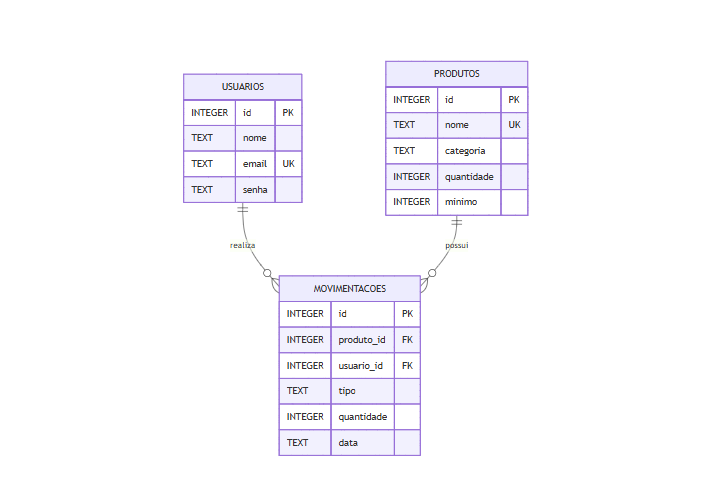 USUARIOS
INTEGER id PK
TEXT nome
TEXT email UK
TEXT senha
PRODUTOS
INTEGER id PK
TEXT nome UK
TEXT categoria
INTEGER quantidade
INTEGER minimo
realiza
possui
MOVIMENTACOES
INTEGER id PK
INTEGER produto_id FK
INTEGER usuario_id FK
TEXT tipo
INTEGER quantidade
TEXT data